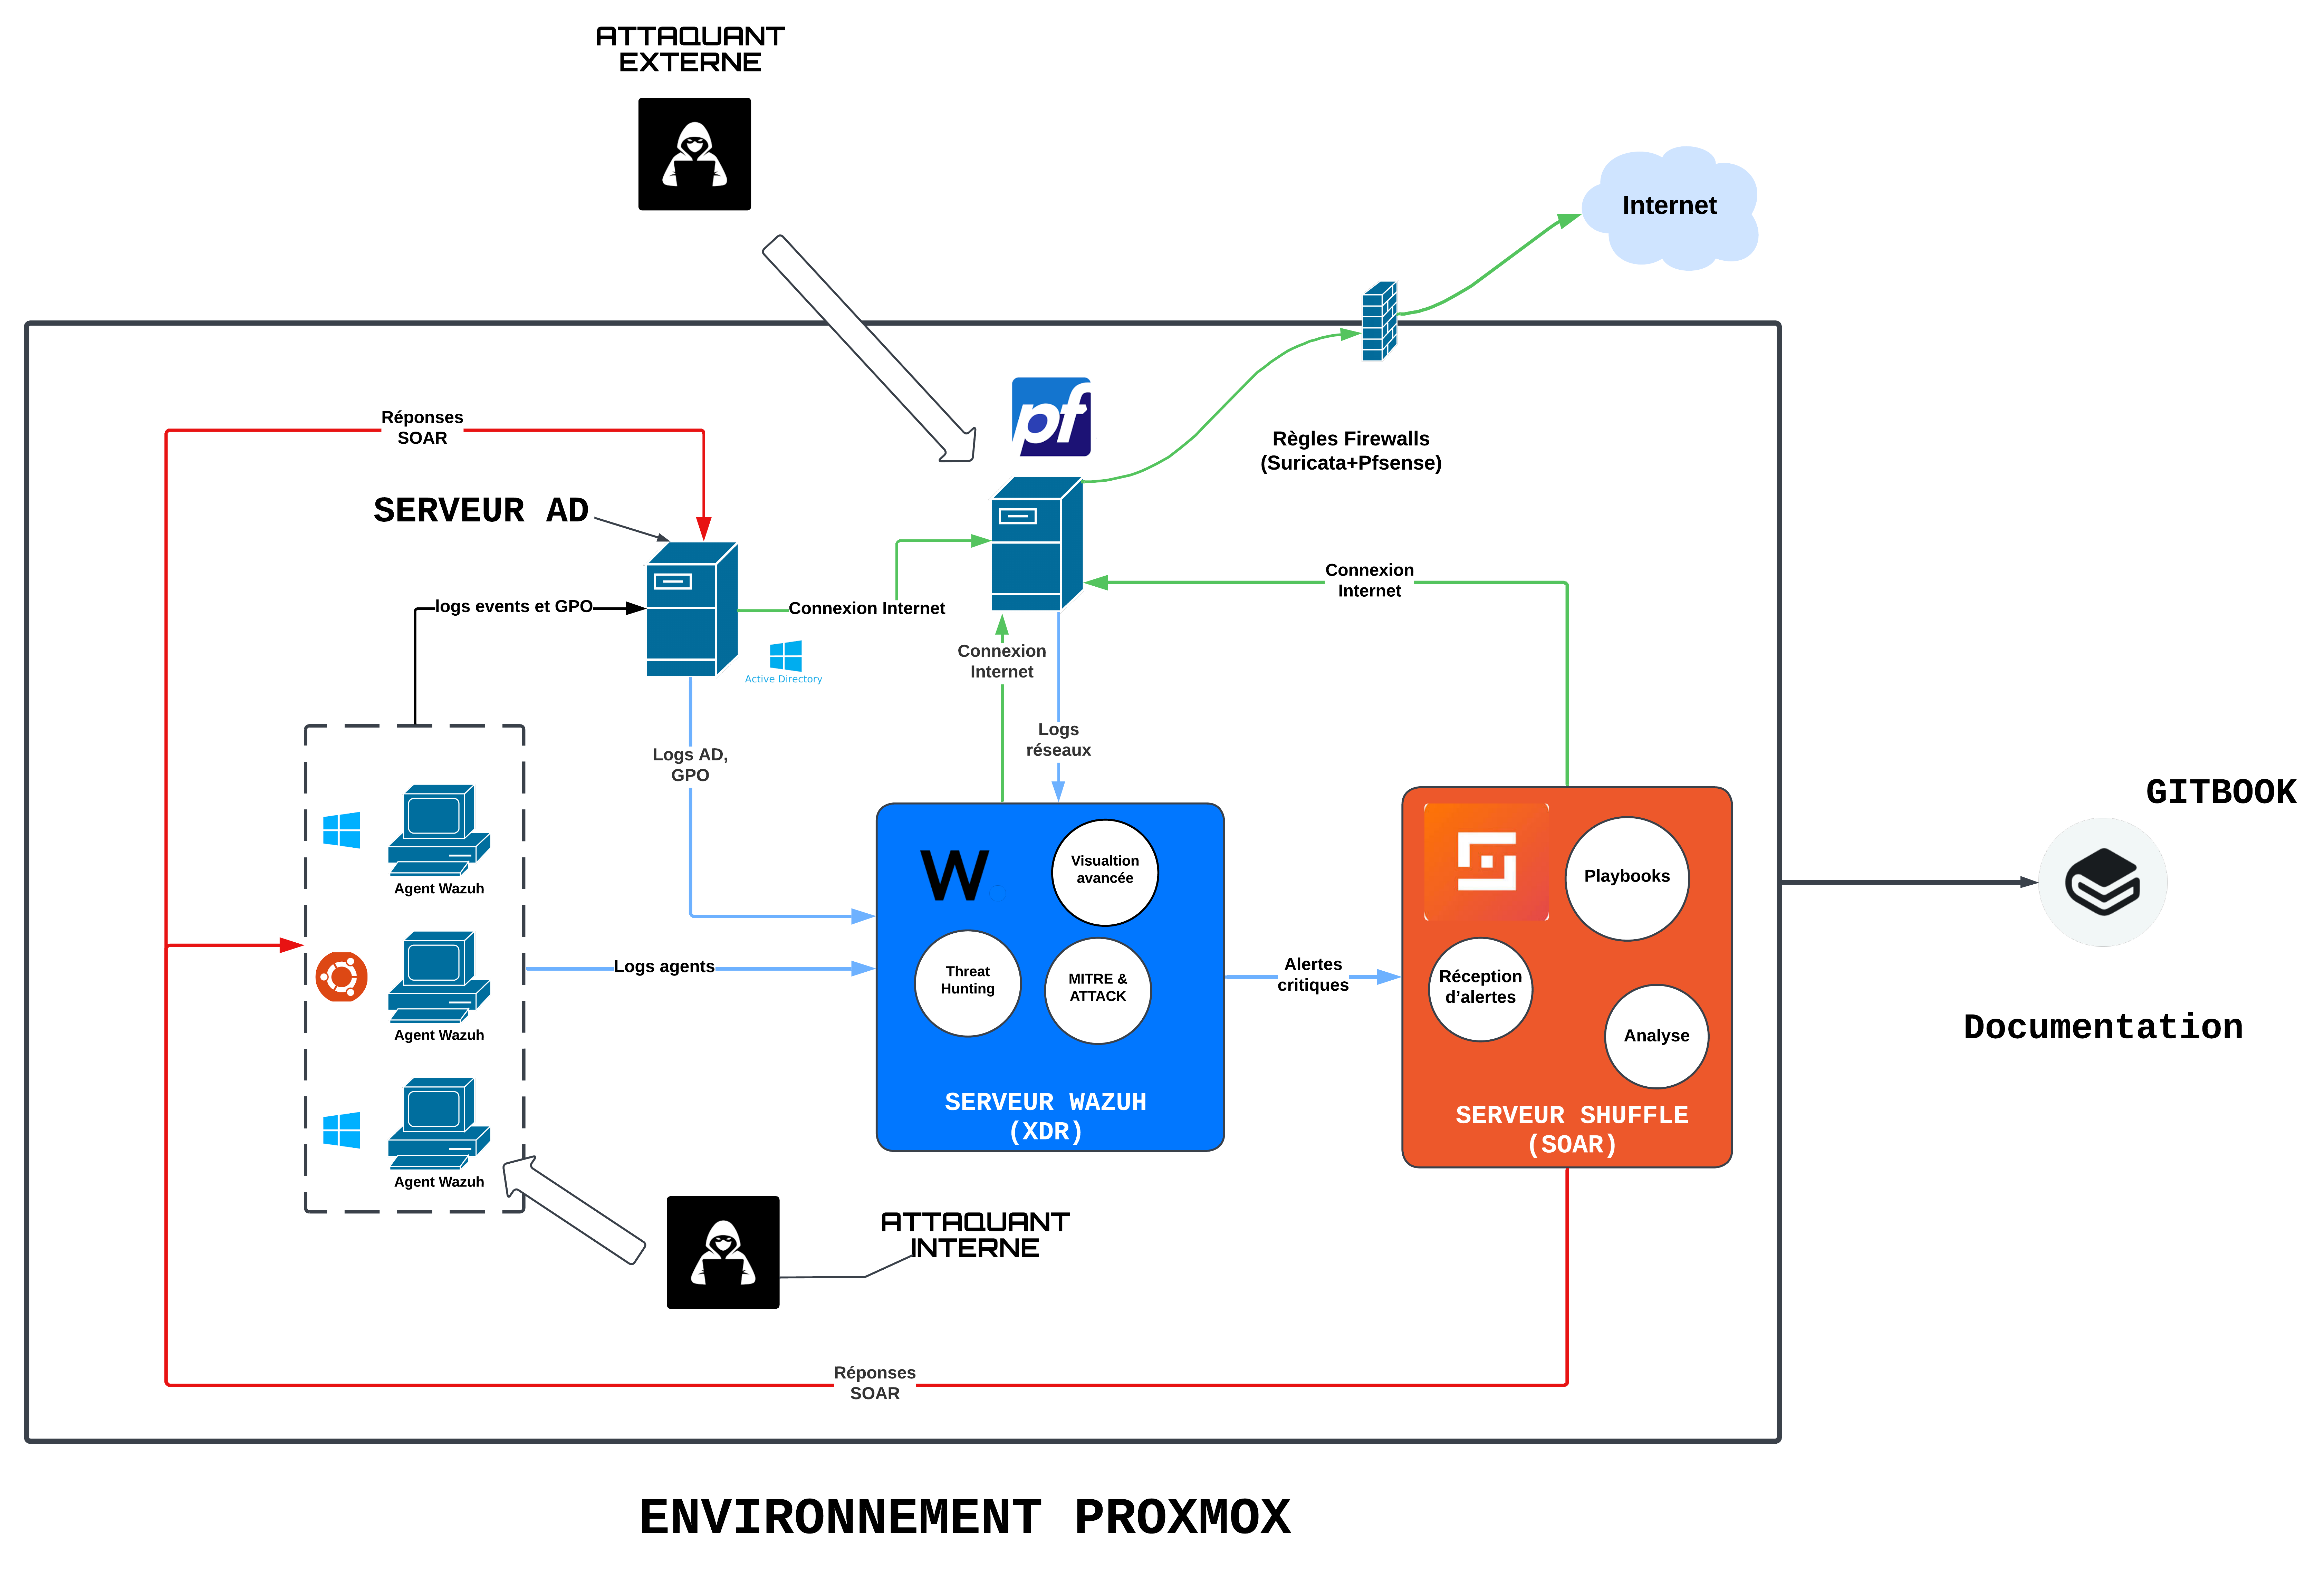 ATTAQUANT
EXTERNE
Internet
pf
Règles Firewalls
(Suricata+Pfsense)
Réponses
SOAR
SERVEUR AD
logs events et GPO
Connexion Internet
Active Directory
Connexion
Internet
Connexion
Internet
Logs
réseaux
Logs AD,
GPO
Agent Wazuh
Agent Wazuh
Agent Wazuh
Logs agents
W.
Visualtion
avancée
Threat
Hunting
MITRE &
ATTACK
SERVEUR WAZUH
(XDR)
Alertes
critiques
Playbooks
Réception
d’alertes
Analyse
SERVEUR SHUFFLE
(SOAR)
GITBOOK
Documentation
ATTAQUANT
INTERNE
Réponses
SOAR
ENVIRONNEMENT PROXMOX